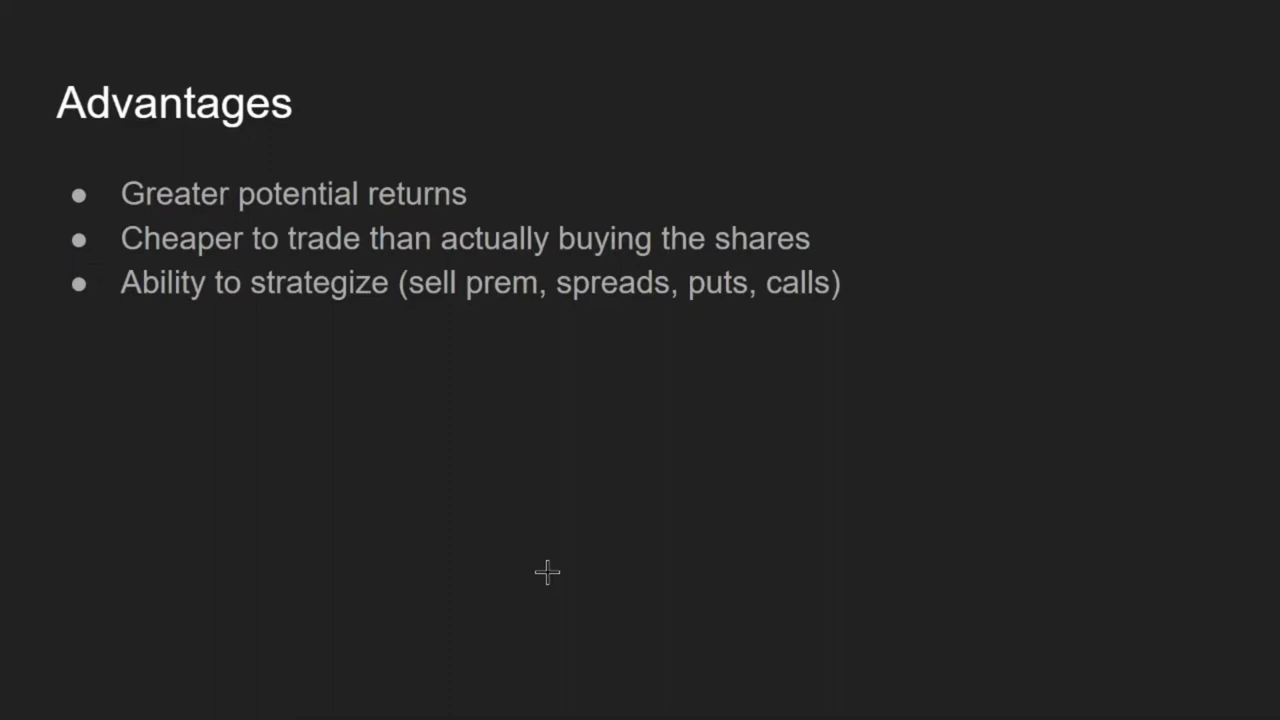 Advantages
● Greater potential returns
● Cheaper to trade than actually buying the shares
● Ability to strategize (sell prem, spreads, puts, calls)